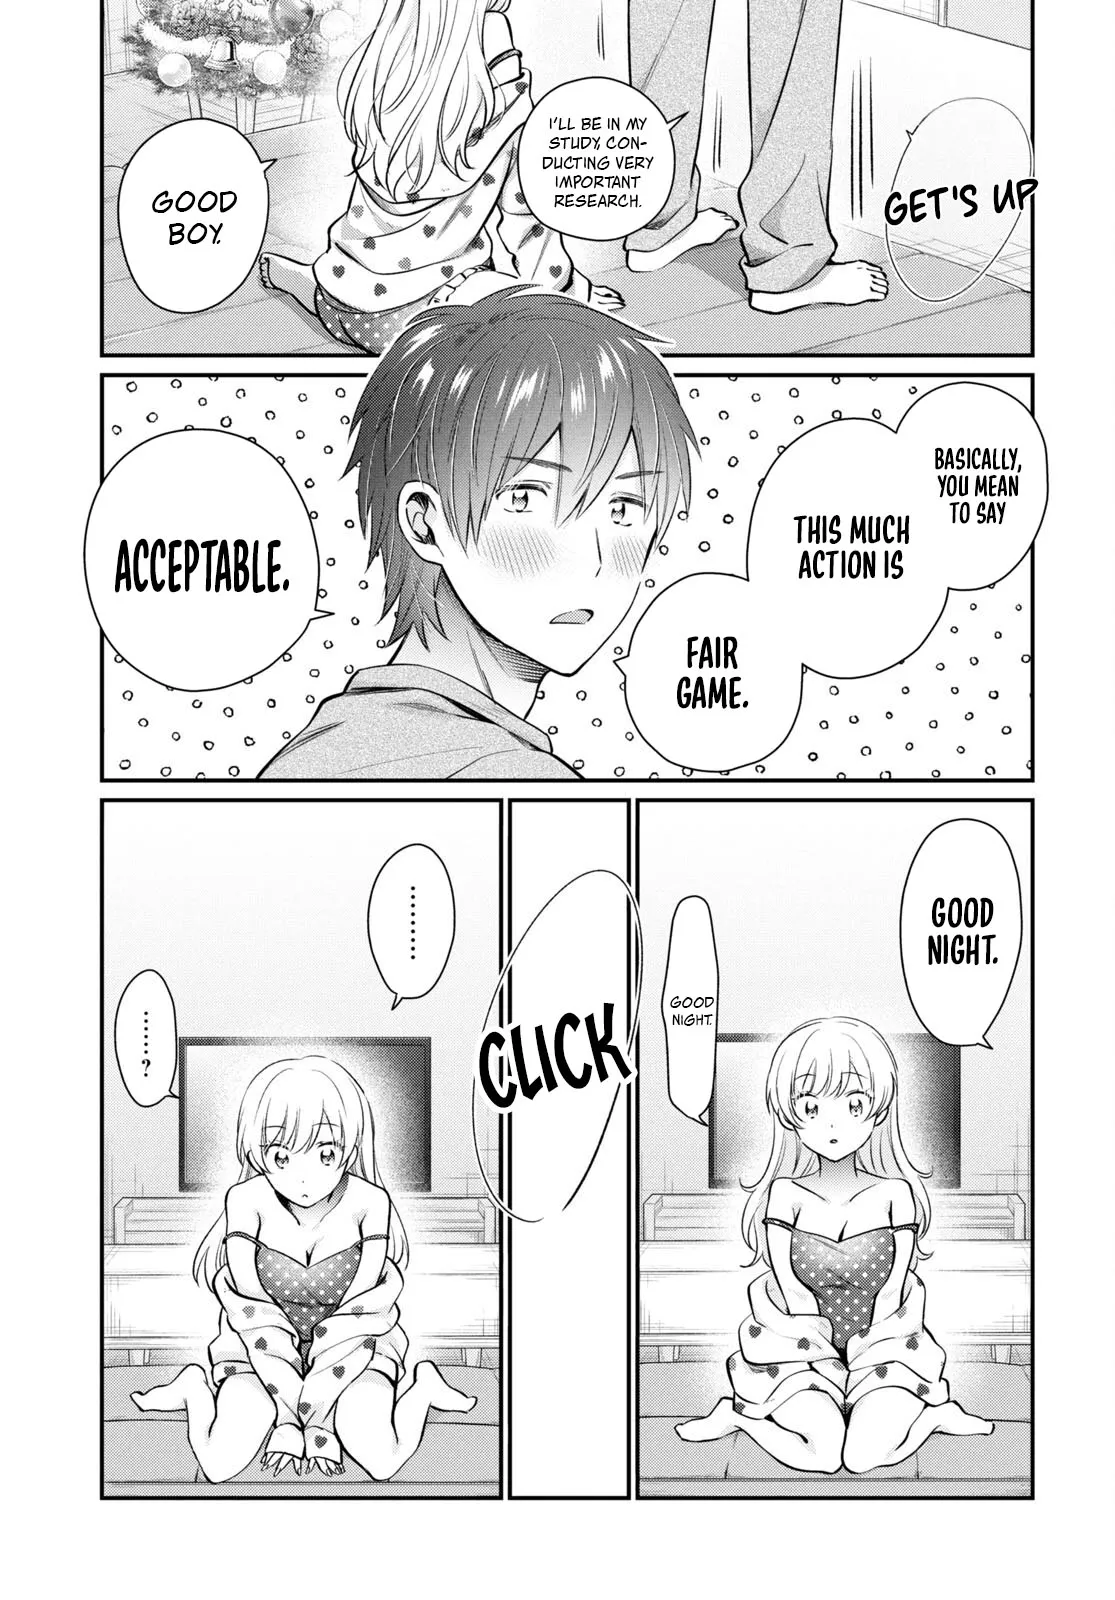 GET'S UP
I'LL BE IN MY
STUDY, CON-
DUCTING VERY
IMPORTANT
RESEARCH.
GOOD
BOY.
BASICALLY,
YOU MEAN
TO SAY
THIS MUCH
ACTION IS
FAIR
GAME.
ACCEPTABLE.
GOOD
NIGHT.
GOOD
NIGHT.
CLICK
.........
......?